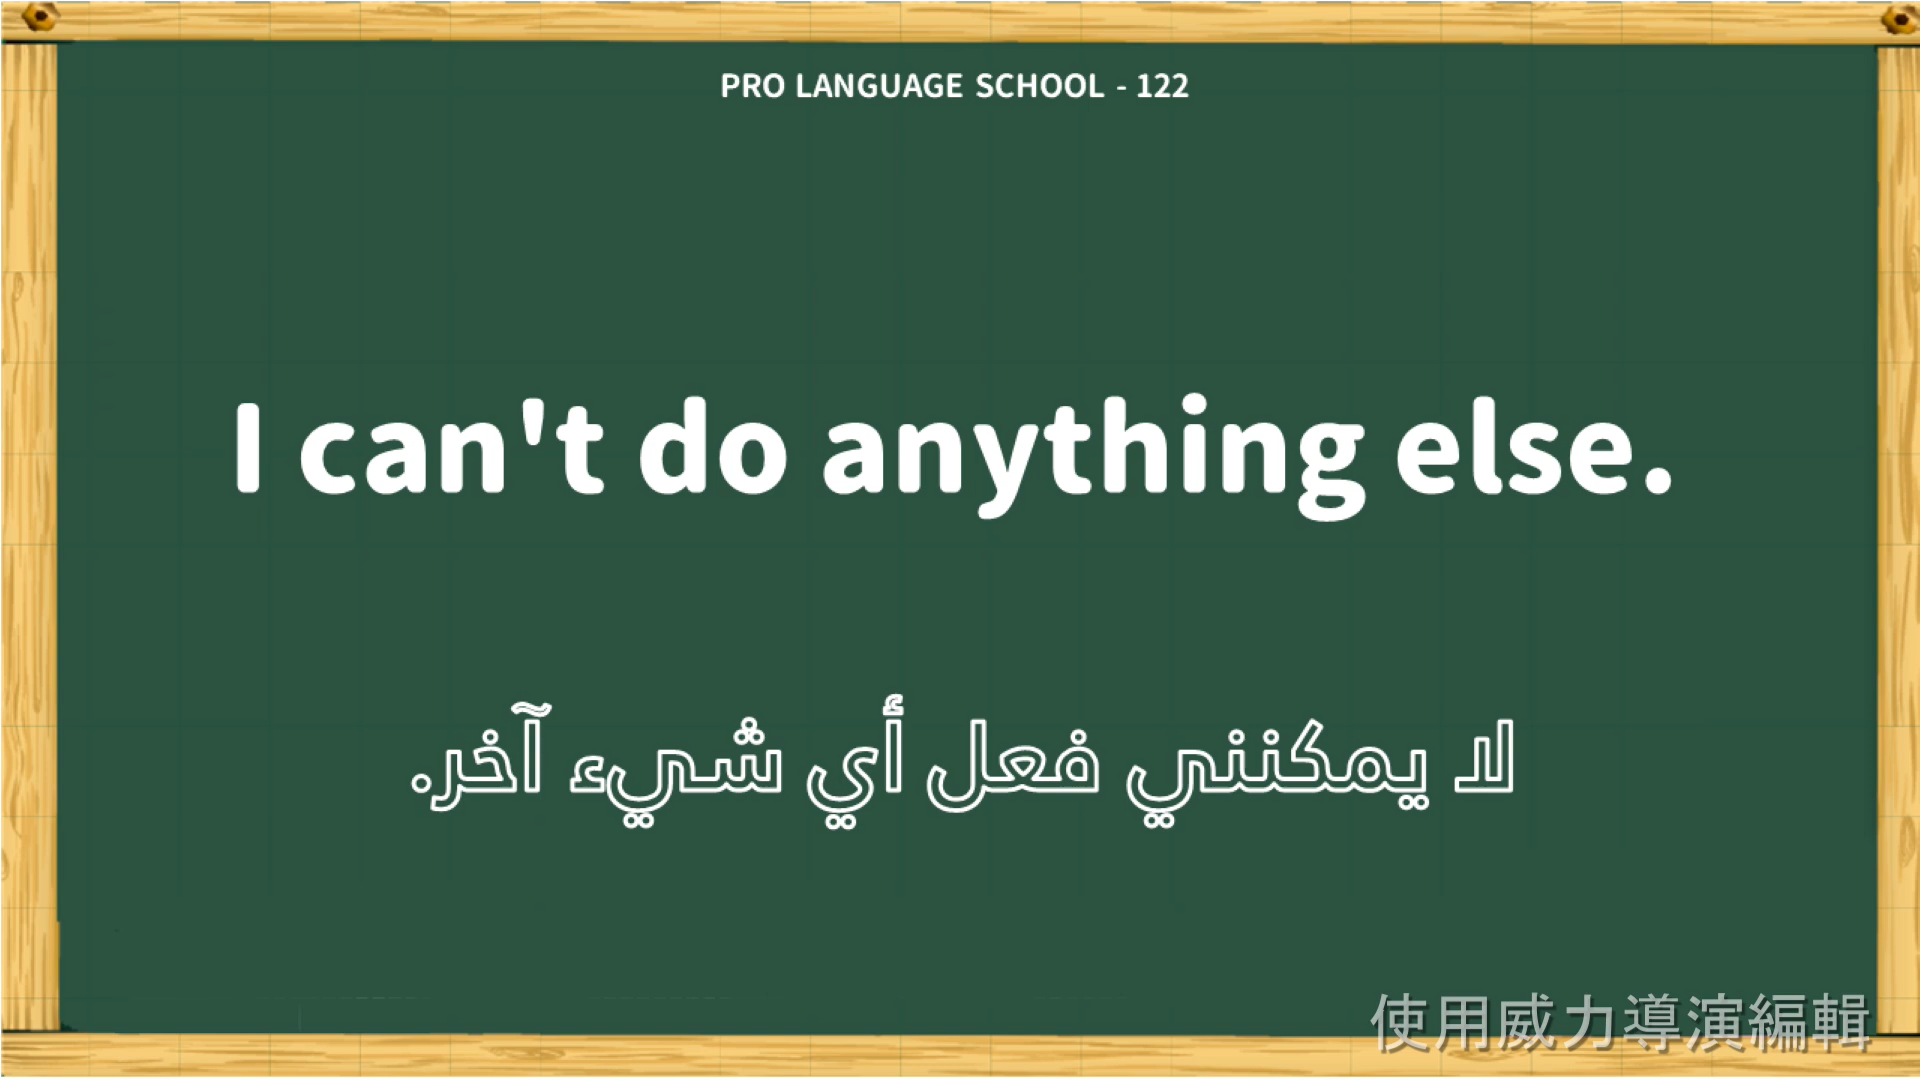 PRO LANGUAGE SCHOOL - 122
I can't do anything else.
لا يمكنني فعل أي شيء آخر.
使用威力導演編輯